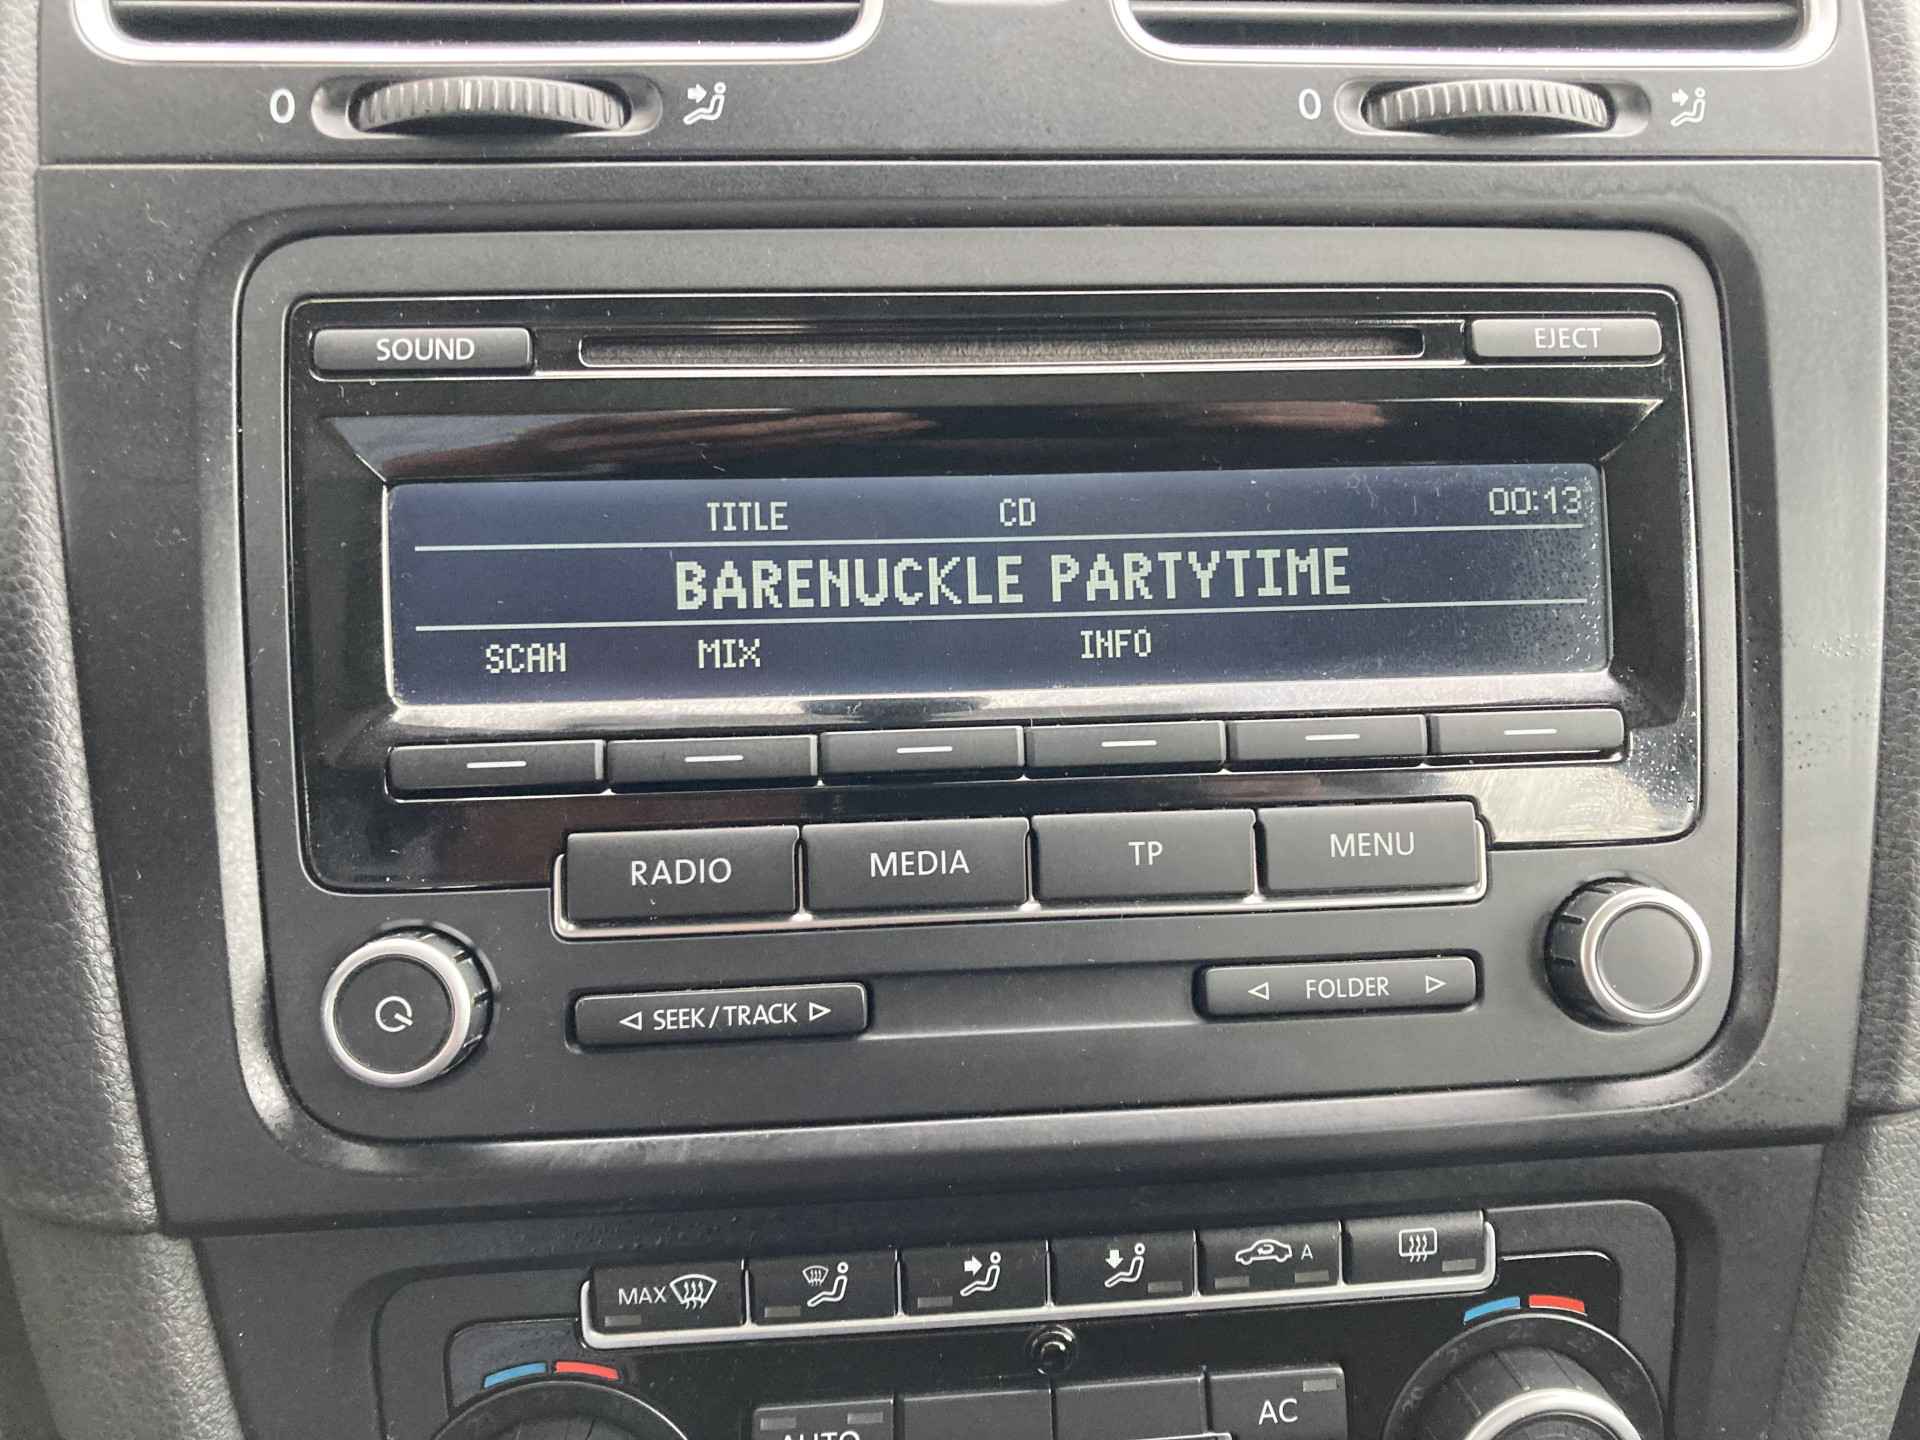 0 0
SOUND EJECT
TITLE CD 00:13
BARENUCKLE PARTYTIME
SCAN MIX INFO
RADIO MEDIA TP MENU
SEEK/TRACK FOLDER
MAX A
AC
AUTO